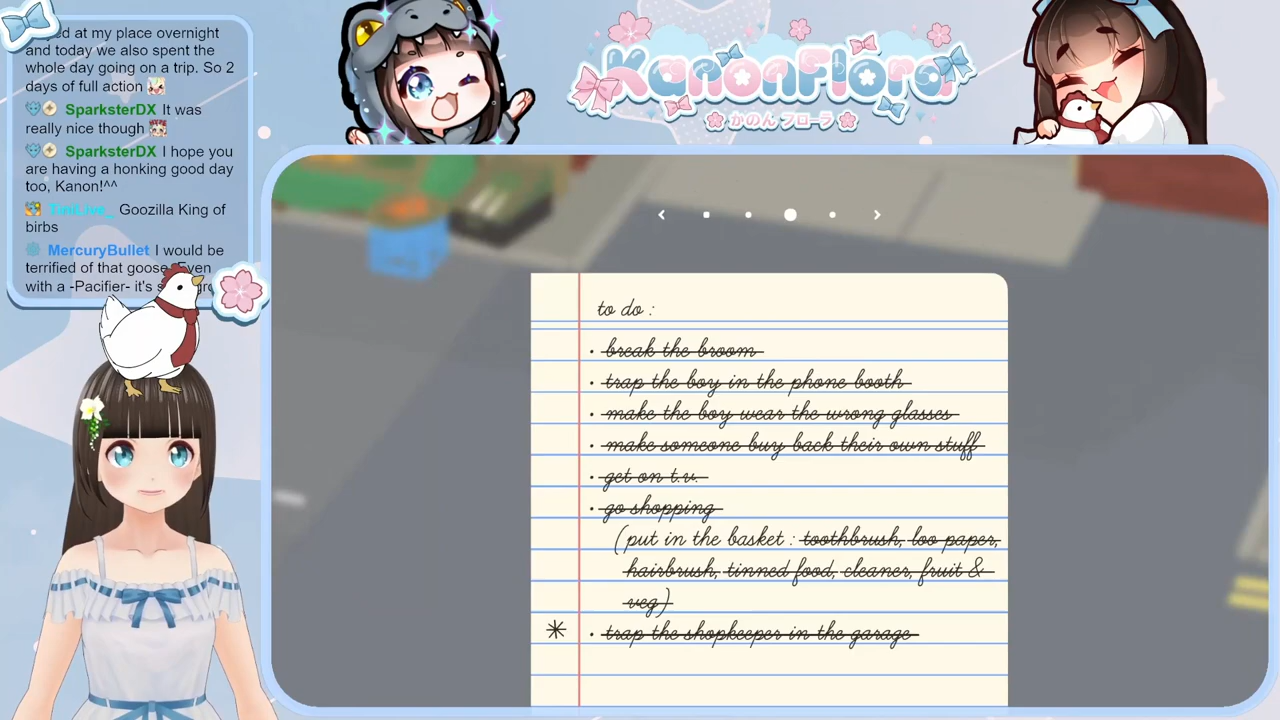 ed at my place overnight
and today we also spent the
whole day going on a trip. So 2
days of full action
SparksterDX It was
really nice though
SparksterDX I hope you
are having a honking good day
too, Kanon!^^
TiniLive_ Goozilla King of
birbs
MercuryBullet I would be
terrified of that goose. Even
with a -Pacifier- it's
KanonFlora
かのん フローラ
to do :
• break the broom
• trap the boy in the phone booth
• make the boy wear the wrong glasses
• make someone buy back their own stuff
• get on t.v.
• go shopping
(put in the basket : toothbrush, loo paper,
hairbrush, tinned food, cleaner, fruit &
veg)
• trap the shopkeeper in the garage